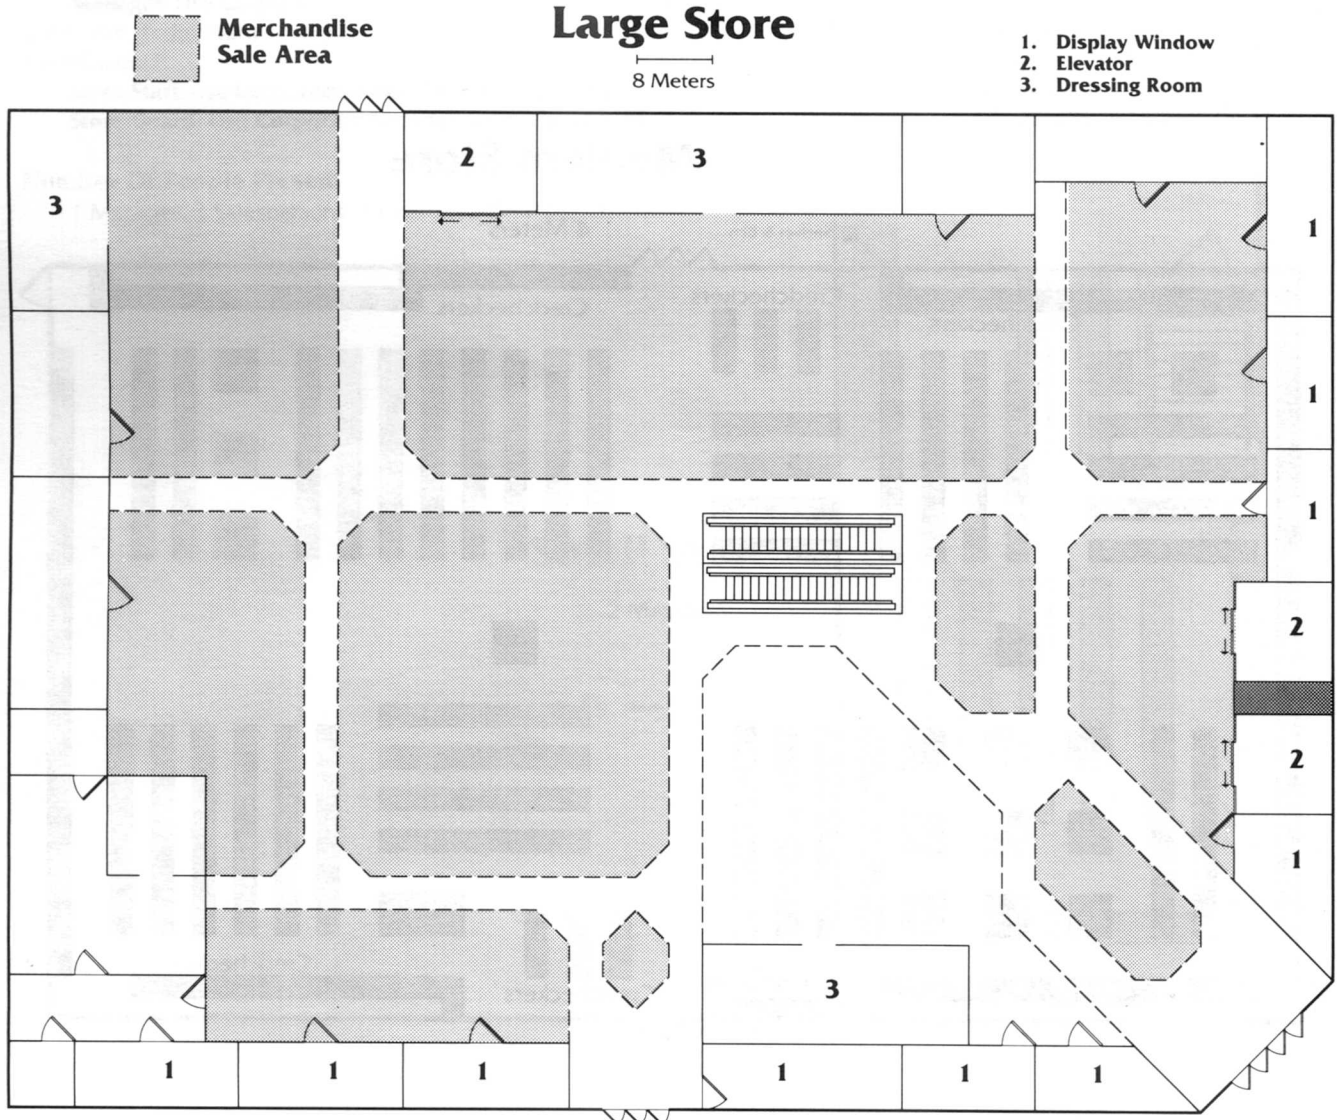 Large Store
Merchandise
Sale Area
8 Meters
1. Display Window
2. Elevator
3. Dressing Room
2
3
3
1
1
1
2
2
1
3
1
1
1
1
1
1